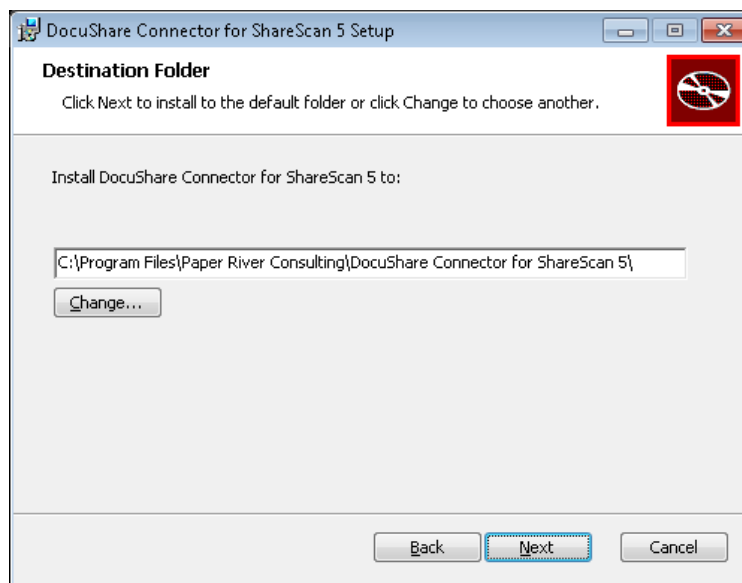 DocuShare Connector for ShareScan 5 Setup
Destination Folder
Click Next to install to the default folder or click Change to choose another.
Install DocuShare Connector for ShareScan 5 to:
C:\Program Files\Paper River Consulting\DocuShare Connector for ShareScan 5\
Change...
Back Next Cancel